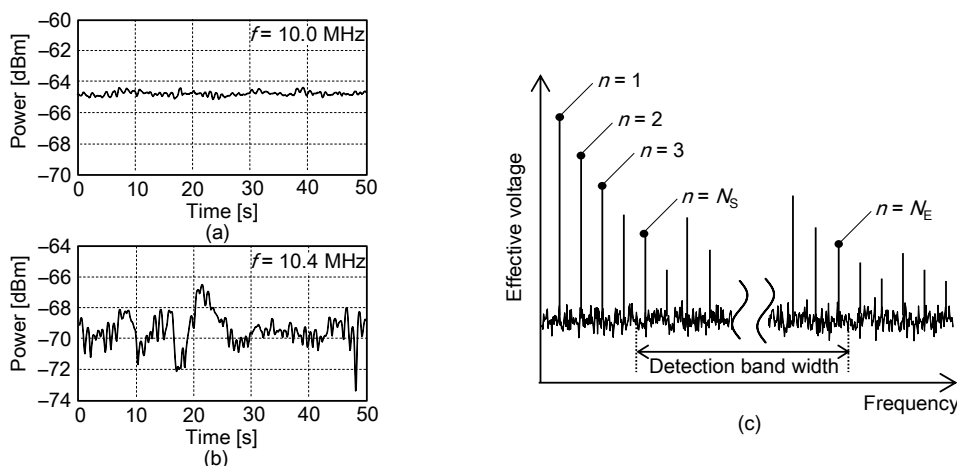 –60
–62
–64
–66
–68
–70
Power [dBm]
f = 10.0 MHz
0 10 20 30 40 50
Time [s]
(a)
–64
–66
–68
–70
–72
–74
Power [dBm]
f = 10.4 MHz
0 10 20 30 40 50
Time [s]
(b)
Effective voltage
n = 1
n = 2
n = 3
n = NS
n = NE
Detection band width
Frequency
(c)